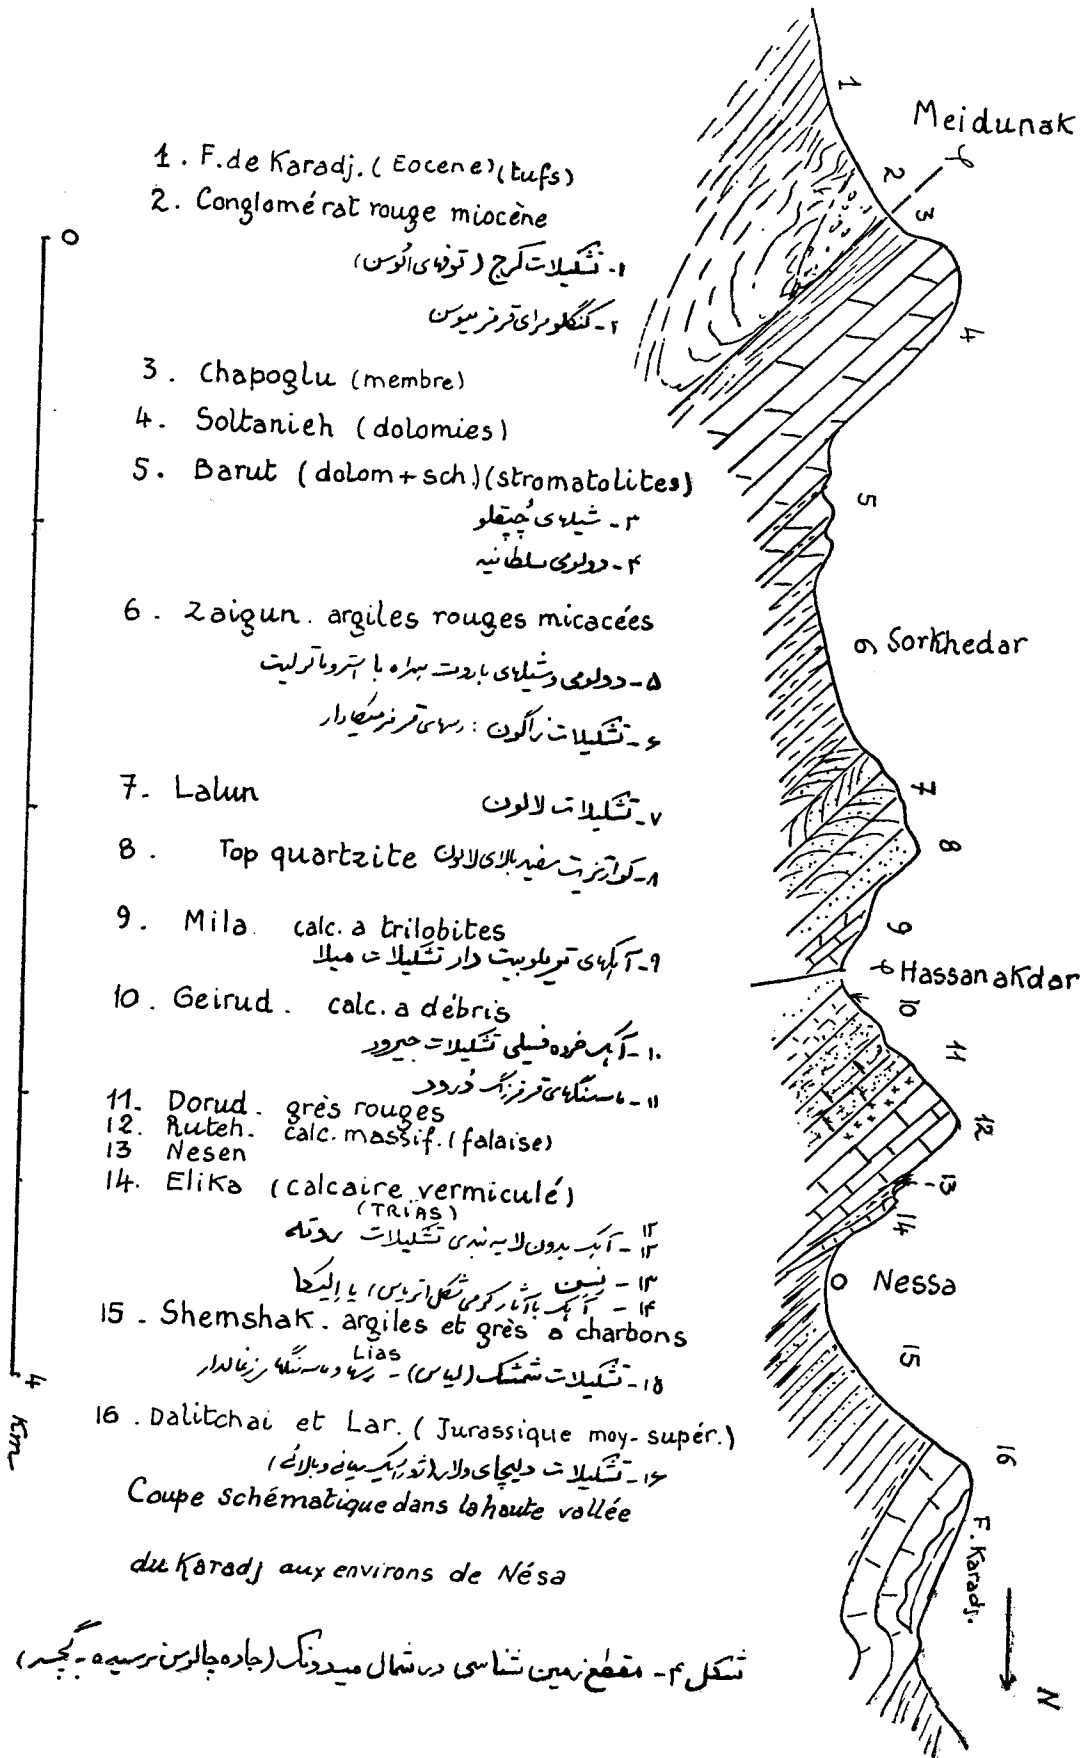 1. F. de Karadj. (Eocene) (tufs)
2. Conglomérat rouge miocène
۱- تشکیلات کرج (توفهای ائوسن)
۲- کنگلومرای قرمز میوسن
3. Chapoglu (membre)
4. Soltanieh (dolomies)
5. Barut (dolom + sch.) (stromatolites)
۳- شیلهای چپقلو
۴- دولومی سلطانیه
6. Zaigun. argiles rouges micacées
۵- دولومی و شیلهای باروت همراه با استروماتولیت
۶- تشکیلات زاگون : رسهای قرمز میکادار
7- Lalun
۷- تشکیلات لالون
8. Top quartzite
۸- کوارتزیت سفید بالای لالون
9. Mila. calc. a trilobites
۹- آهکهای تریلوبیت دار تشکیلات میلا
10. Geirud. calc. a débris
۱۰- آهک خرده فسیلی تشکیلات جیرود
۱۱- ماسنگهای قرمز رنگ دُرود
11- Dorud. grès rouges
12. Ruteh. calc. massif. (falaise)
13 Nesen
14. Elika (calcaire vermiculé)
(TRIAS)
۱۲- آهک بدون لایه بندی تشکیلات روته
۱۳- نِسِن
۱۴- آهک با آثار کرمی شکل (تریاس) یا اِلیکا
15- Shemshak. argiles et grès a charbons
Lias
۱۵- تشکیلات شمشک (لیاس) - رسها و ماسه سنگهای زغالدار
16. Dalitchai et Lar. (Jurassique moy-supér.)
۱۶- تشکیلات دلیچای و لار (ژوراسیک میانی و بالائی)
Coupe schématique dans la haute vallée
du Karadj aux environs de Nésa
شکل ۴- مقطع زمین شناسی در شمال میدونک (جاده چالوس نرسیده به گچسر)
0
4 Km
1
Meidunak
2
3
4
5
Sorkhedar
6
7
8
9
Hassanakdar
10
11
12
13
14
Nessa
15
16
F. Karadj.
N